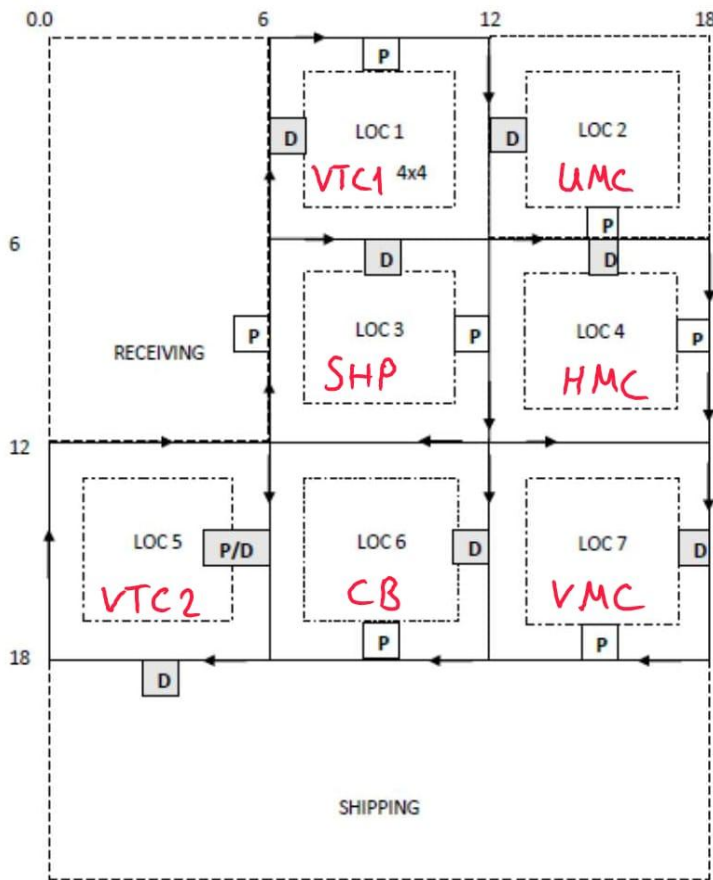 0.0 6 12 18
P
D LOC 1 D LOC 2
VTC1 4x4 UMC
P
6
D D
P LOC 3 P LOC 4 P
RECEIVING
SHP HMC
12
LOC 5 P/D LOC 6 D LOC 7 D
VTC2 CB VMC
P P
18
D
SHIPPING